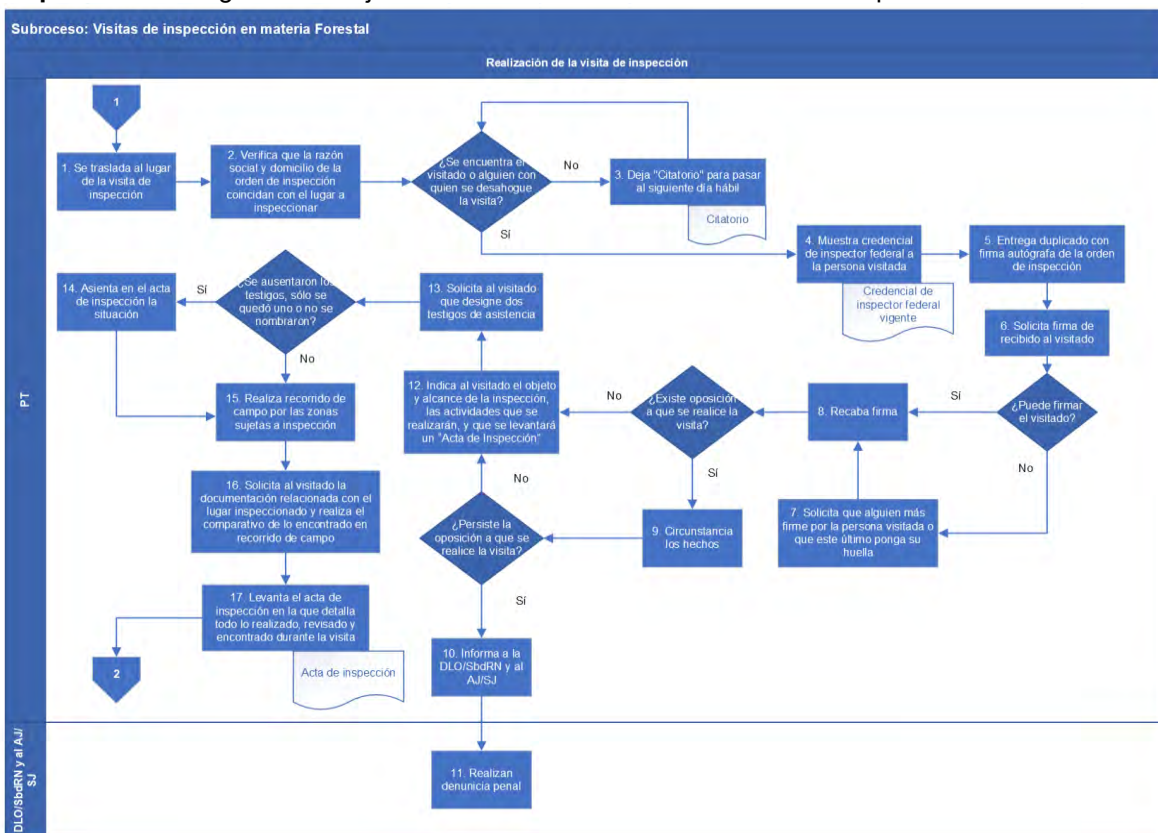 Subroceso: Visitas de inspección en materia Forestal
Realización de la visita de inspección
1
1. Se traslada al lugar
de la visita de
inspección
2. Verifica que la razón
social y domicilio de la
orden de inspección
coincidan con el lugar a
inspeccionar
¿Se encuentra el
visitado o alguien con
quien se desahogue
la visita?
No
3. Deja "Citatorio" para pasar
al siguiente día hábil
Citatorio
Sí
4. Muestra credencial
de inspector federal a
la persona visitada
Credencial de
inspector federal
vigente
5. Entrega duplicado con
firma autógrafa de la orden
de inspección
6. Solicita firma de
recibido al visitado
¿Puede firmar
el visitado?
Sí
No
7. Solicita que alguien más
firme por la persona visitada o
que este último ponga su
huella
8. Recaba firma
¿Existe oposición
a que se realice la
visita?
No
Sí
9. Circunstancia
los hechos
¿Persiste la
oposición a que se
realice la visita?
No
Sí
10. Informa a la
DLO/SbdRN y al
AJ/SJ
11. Realizan
denunicia penal
12. Indica al visitado el objeto
y alcance de la inspección,
las actividades que se
realizarán, y que se levantará
un "Acta de Inspección"
13. Solicita al visitado
que designe dos
testigos de asistencia
¿Se ausentaron los
testigos, sólo se
quedó uno o no se
nombraron?
Sí
No
14. Asienta en el acta
de inspección la
situación
15. Realiza recorrido de
campo por las zonas
sujetas a inspección
16. Solicita al visitado la
documentación relacionada con el
lugar inspeccionado y realiza el
comparativo de lo encontrado en
recorrido de campo
17. Levanta el acta de
inspección en la que detalla
todo lo realizado, revisado y
encontrado durante la visita
Acta de inspección
2
PT
DLO/SbdRN y al AJ/
SJ